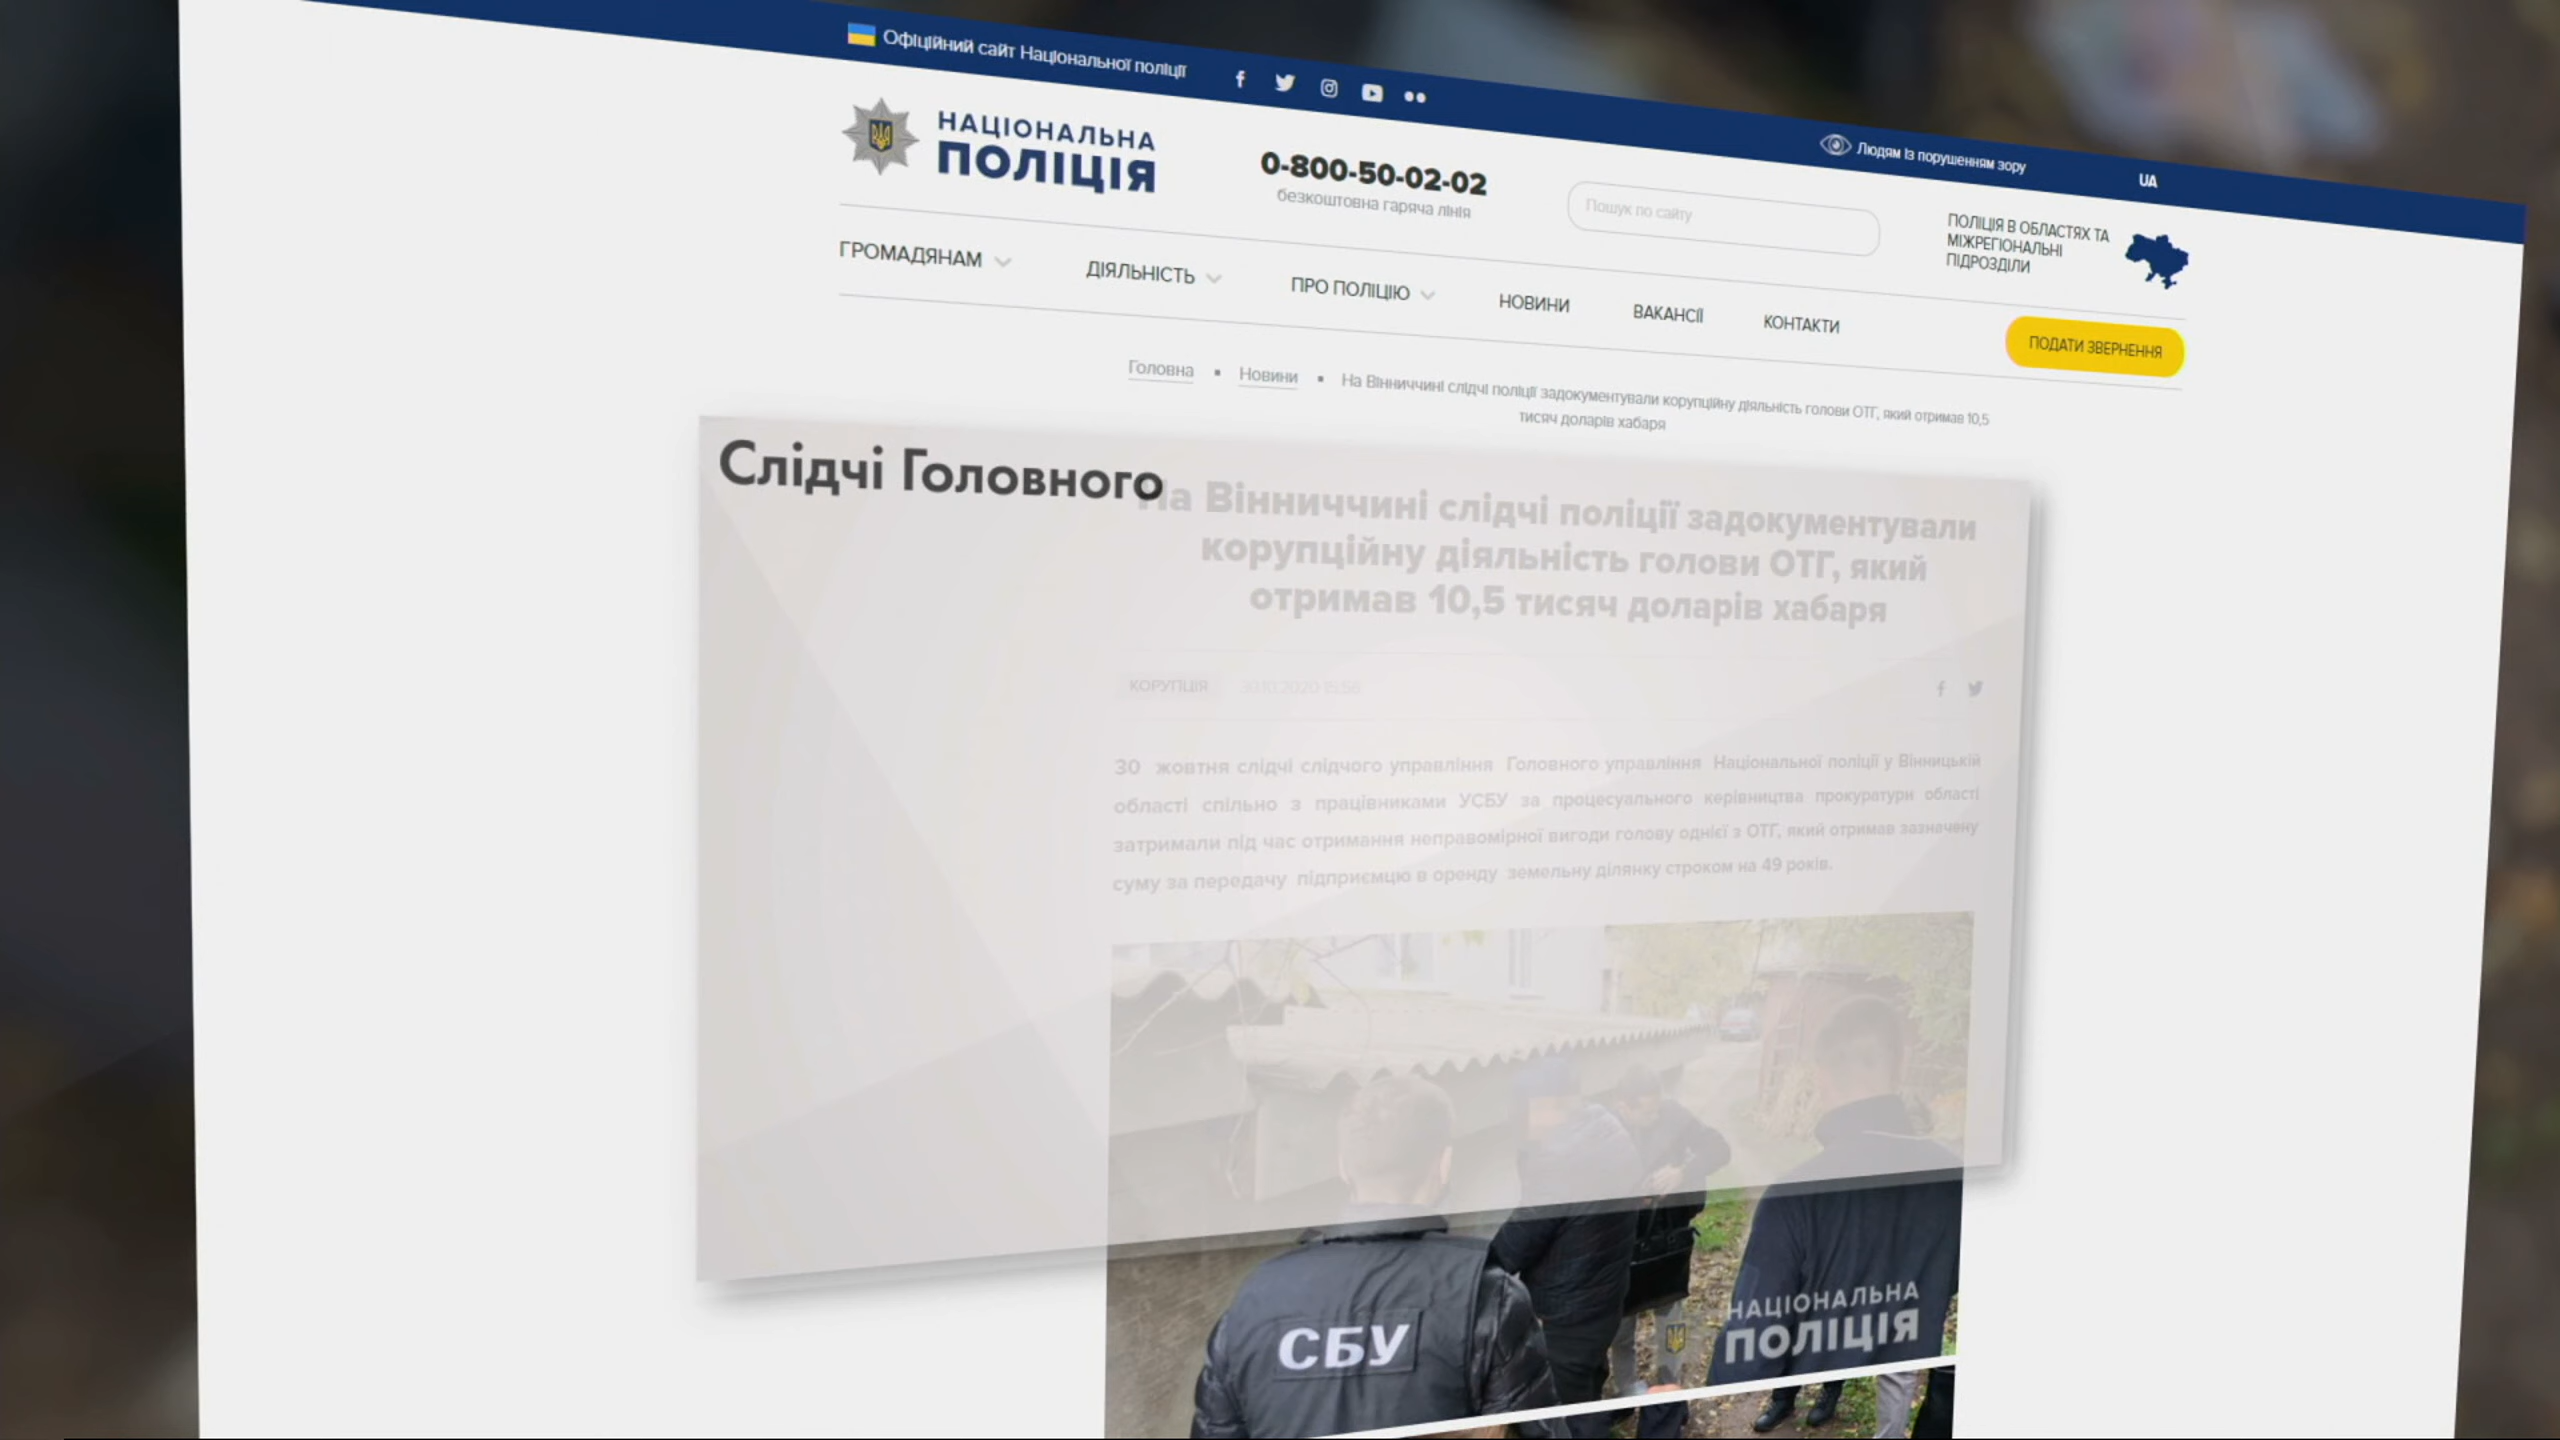 Офіційний сайт Національної поліції
Людям із порушенням зору
UA
НАЦІОНАЛЬНА
ПОЛІЦІЯ
0-800-50-02-02
безкоштовна гаряча лінія
Пошук по сайту
ПОЛІЦІЯ В ОБЛАСТЯХ ТА
МІЖРЕГІОНАЛЬНІ
ПІДРОЗДІЛИ
ГРОМАДЯНАМ
ДІЯЛЬНІСТЬ
ПРО ПОЛІЦІЮ
НОВИНИ
ВАКАНСІЇ
КОНТАКТИ
ПОДАТИ ЗВЕРНЕННЯ
Головна ▪ Новини ▪ На Вінниччині слідчі поліції задокументували корупційну діяльність голови ОТГ, який отримав 10,5
тисяч доларів хабаря
Слідчі Головного
На Вінниччині слідчі поліції задокументували
корупційну діяльність голови ОТГ, який
отримав 10,5 тисяч доларів хабаря
КОРУПЦІЯ 30.10.2020 15:56
30 жовтня слідчі слідчого управління Головного управління Національної поліції у Вінницькій
області спільно з працівниками УСБУ за процесуального керівництва прокуратури області
затримали під час отримання неправомірної вигоди голову однієї з ОТГ, який отримав зазначену
суму за передачу підприємцю в оренду земельну ділянку строком на 49 років.
СБУ
НАЦІОНАЛЬНА
ПОЛІЦІЯ